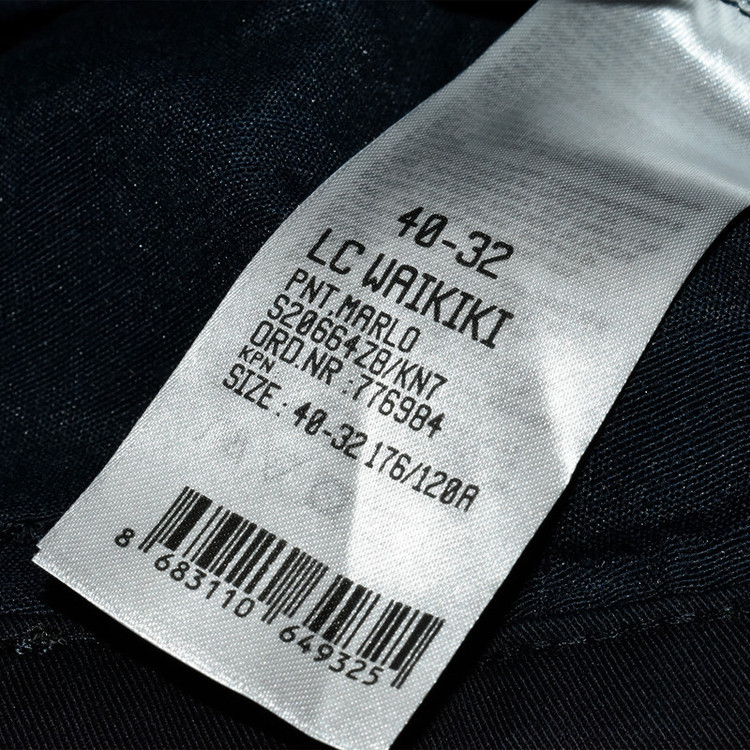 40-32
LC WAIKIKI
PNT.MARLO
S20664Z8/KN7
ORD.NR :776984
KPN
SIZE : 40-32 176/120A
8 683110 649325